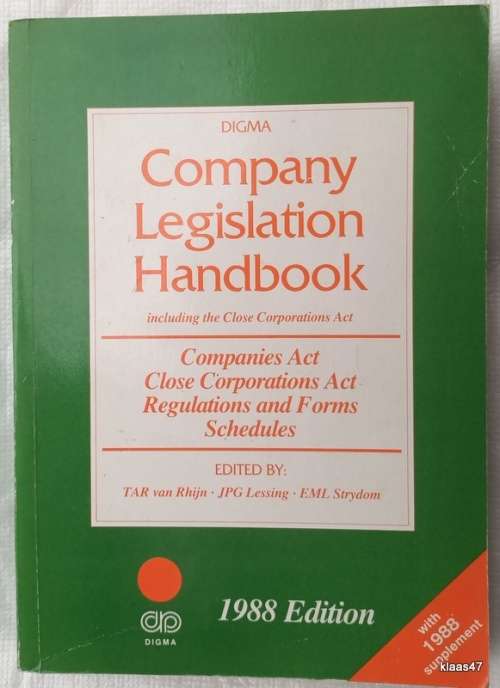 DIGMA
Company
Legislation
Handbook
including the Close Corporations Act
Companies Act
Close Corporations Act
Regulations and Forms
Schedules
EDITED BY:
TAR van Rhijn · JPG Lessing · EML Strydom
dp
DIGMA
1988 Edition
with
1988
supplement
klaas47